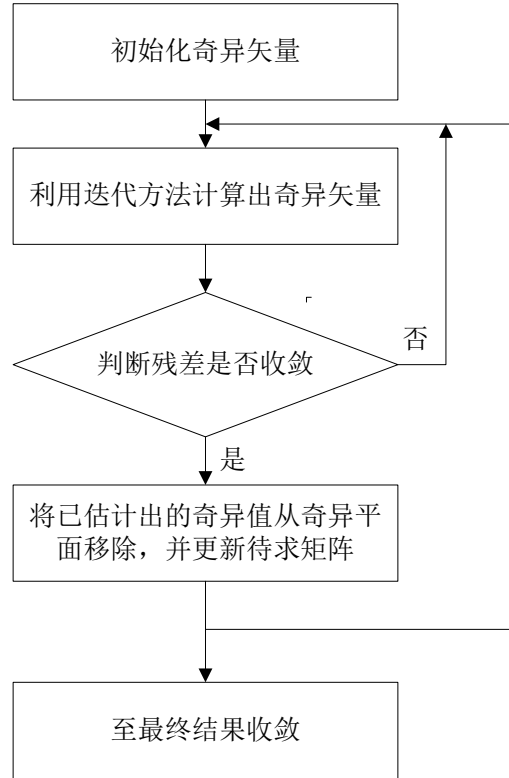 初始化奇异矢量
利用迭代方法计算出奇异矢量
判断残差是否收敛
否
是
将已估计出的奇异值从奇异平
面移除，并更新待求矩阵
至最终结果收敛